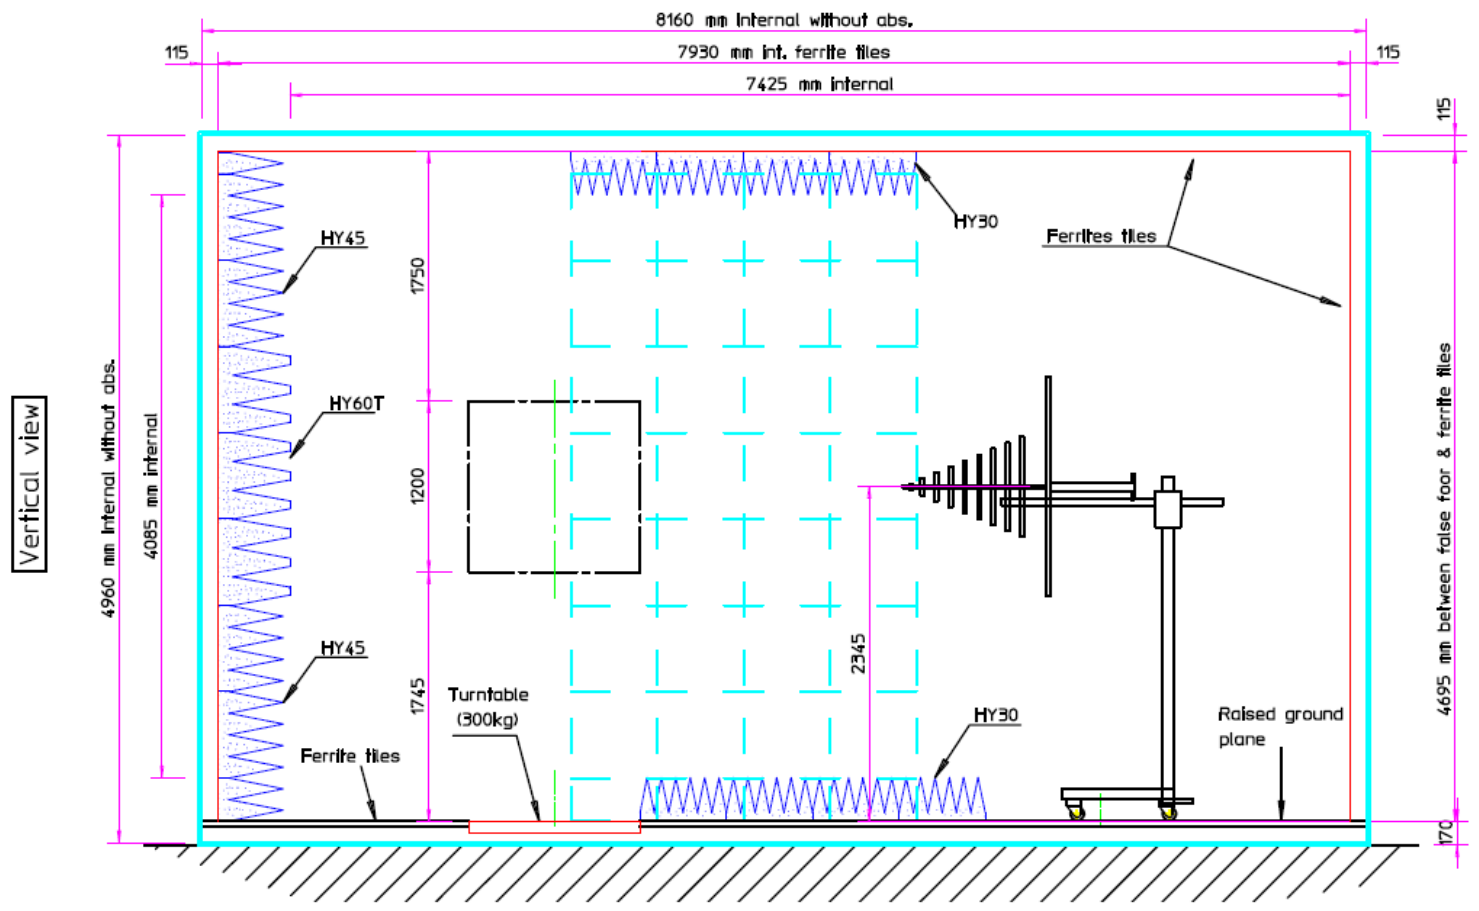 8160 mm internal without abs.
115
7930 mm int. ferrite tiles
115
7425 mm internal
115
HY30
HY45
Ferrites tiles
1750
HY60T
Vertical view
4960 mm internal without abs.
4085 mm internal
1200
4695 mm between false foor & ferrite tiles
HY45
2345
1745
Turntable
(300kg)
HY30
Raised ground
plane
Ferrite tiles
170